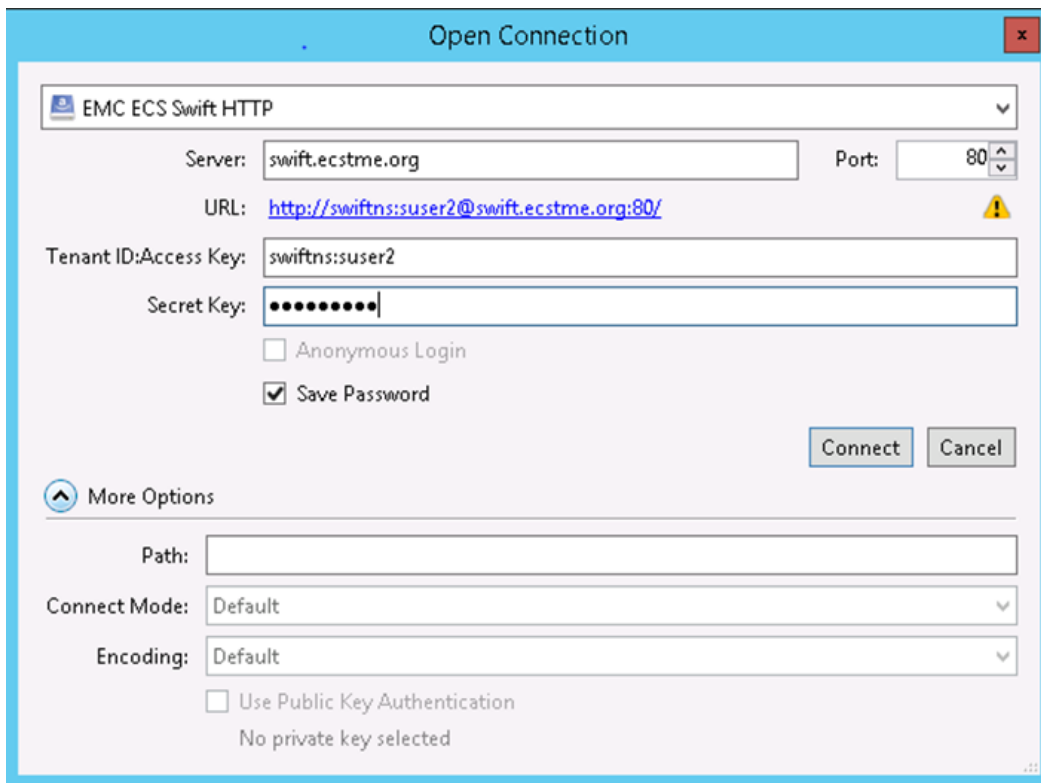 Open Connection
x
EMC ECS Swift HTTP
Server: swift.ecstme.org Port: 80
URL: http://swiftns:suser2@swift.ecstme.org:80/
Tenant ID:Access Key: swiftns:suser2
Secret Key: •••••••••
Anonymous Login
Save Password
Connect Cancel
More Options
Path:
Connect Mode: Default
Encoding: Default
Use Public Key Authentication
No private key selected